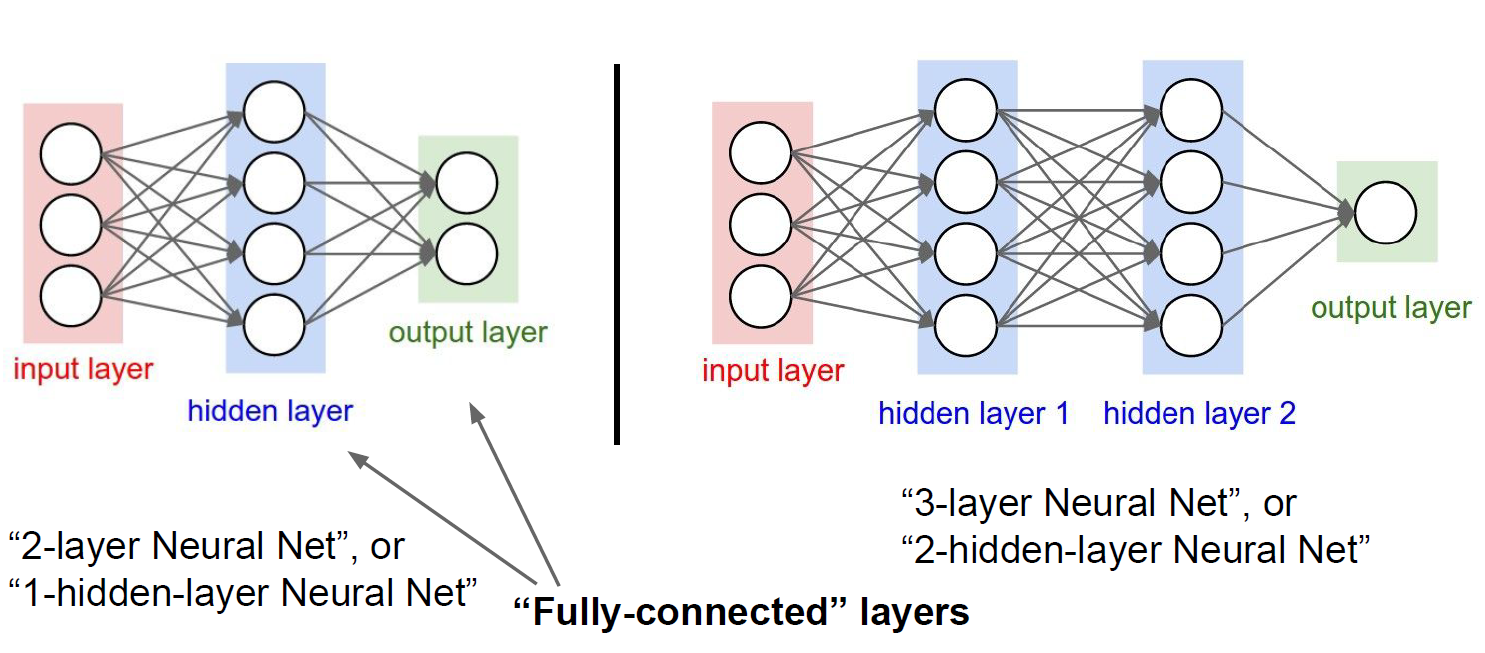 input layer
hidden layer
output layer
“2-layer Neural Net”, or
“1-hidden-layer Neural Net”
“Fully-connected” layers
input layer
hidden layer 1
hidden layer 2
output layer
“3-layer Neural Net”, or
“2-hidden-layer Neural Net”